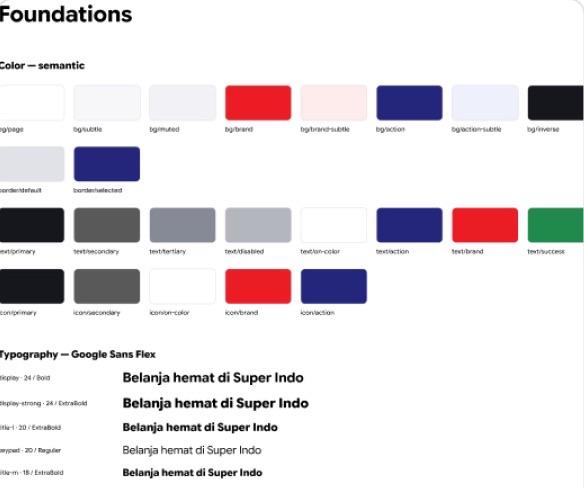 Foundations
Color — semantic
bg/page bg/subtle bg/muted bg/brand bg/brand-subtle bg/action bg/action-subtle bg/inverse
border/default border/selected
text/primary text/secondary text/tertiary text/disabled text/on-color text/action text/brand text/success
icon/primary icon/secondary icon/on-color icon/brand icon/action
Typography — Google Sans Flex
display · 24 / Bold Belanja hemat di Super Indo
display-strong · 24 / ExtraBold Belanja hemat di Super Indo
title-l · 20 / ExtraBold Belanja hemat di Super Indo
keypad · 20 / Regular Belanja hemat di Super Indo
title-m · 18 / ExtraBold Belanja hemat di Super Indo